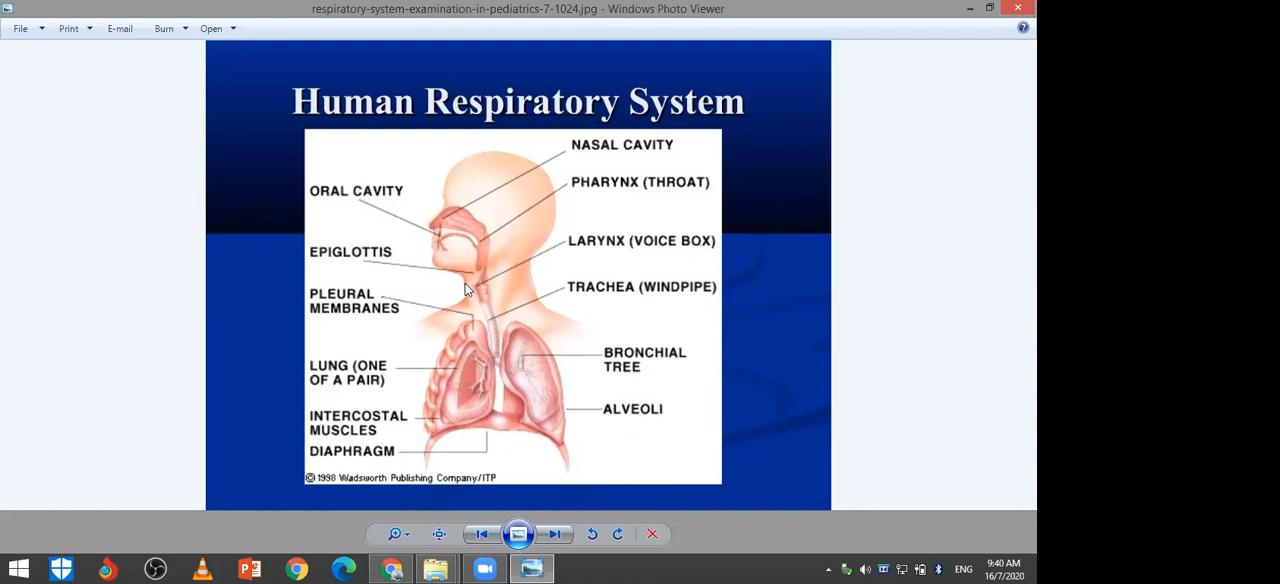 respiratory-system-examination-in-pediatrics-7-1024.jpg - Windows Photo Viewer
File Print E-mail Burn Open
Human Respiratory System
NASAL CAVITY
PHARYNX (THROAT)
ORAL CAVITY
LARYNX (VOICE BOX)
EPIGLOTTIS
TRACHEA (WINDPIPE)
PLEURAL
MEMBRANES
BRONCHIAL
TREE
LUNG (ONE
OF A PAIR)
ALVEOLI
INTERCOSTAL
MUSCLES
DIAPHRAGM
© 1998 Wadsworth Publishing Company/ITP
ENG
9:40 AM
16/7/2020